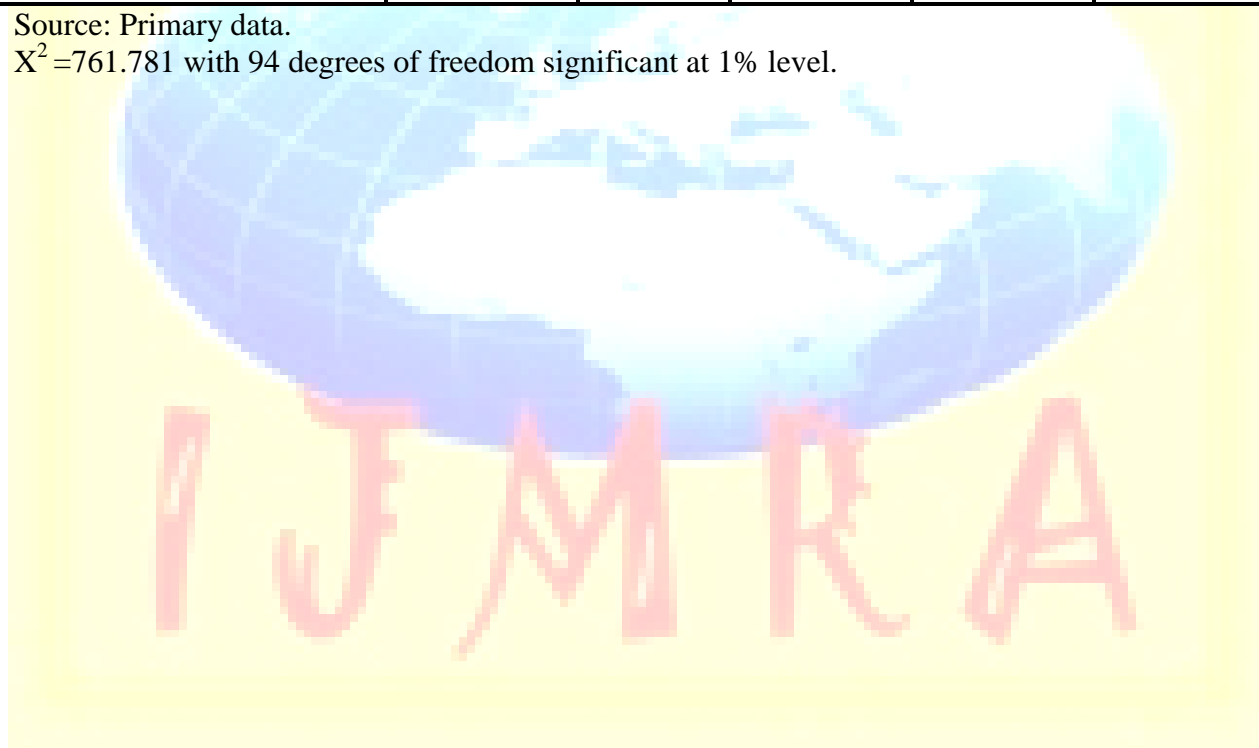 Source: Primary data.
X² =761.781 with 94 degrees of freedom significant at 1% level.
IJMRA